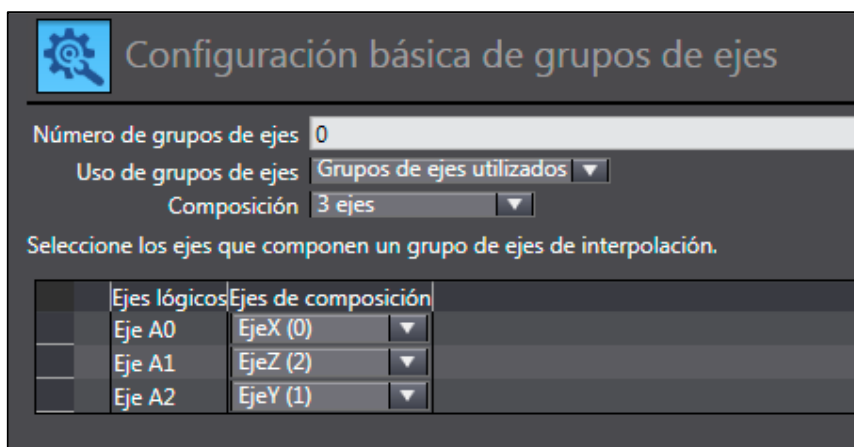 Configuración básica de grupos de ejes
Número de grupos de ejes 0
Uso de grupos de ejes Grupos de ejes utilizados
Composición 3 ejes
Seleccione los ejes que componen un grupo de ejes de interpolación.
Ejes lógicos Ejes de composición
Eje A0 EjeX (0)
Eje A1 EjeZ (2)
Eje A2 EjeY (1)